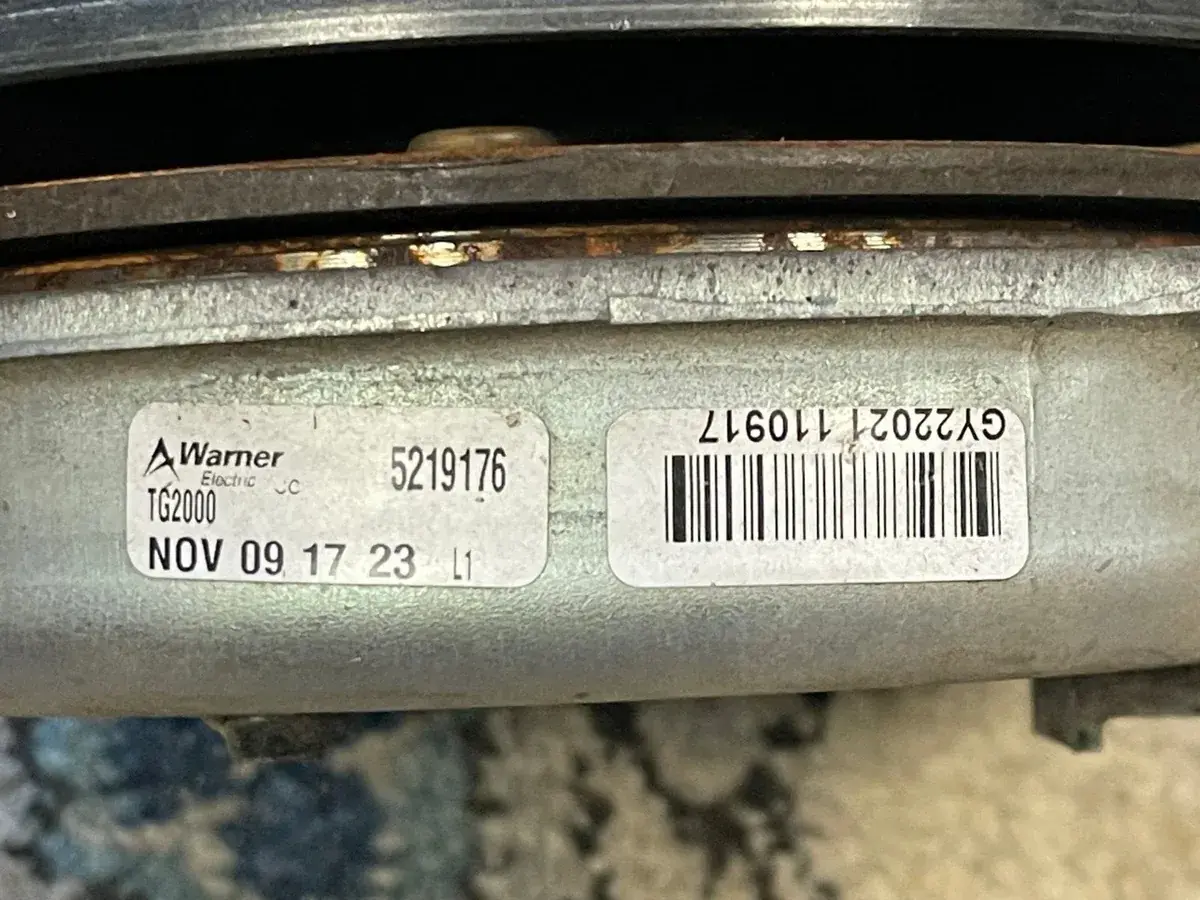 Warner 5219176
Electric
TG2000
NOV 09 17 23 L1
GY22021 110917